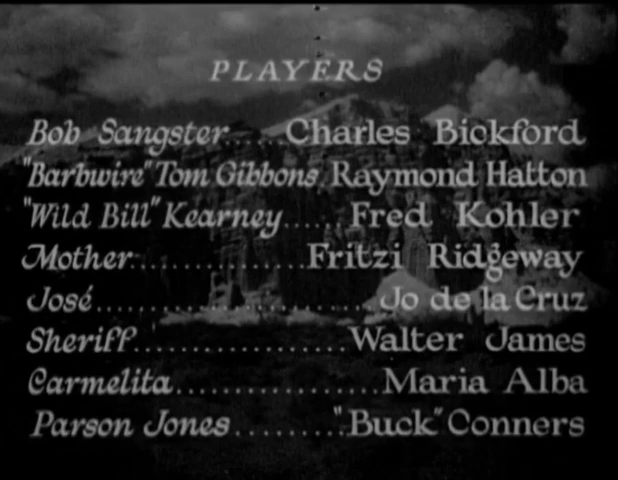 PLAYERS
Bob Sangster.....Charles Bickford
"Barbwire" Tom Gibbons.Raymond Hatton
"Wild Bill" Kearney......Fred Kohler
Mother................Fritzi Ridgeway
José.........................Jo de la Cruz
Sheriff...................Walter James
Carmelita..................Maria Alba
Parson Jones.........."Buck" Conners